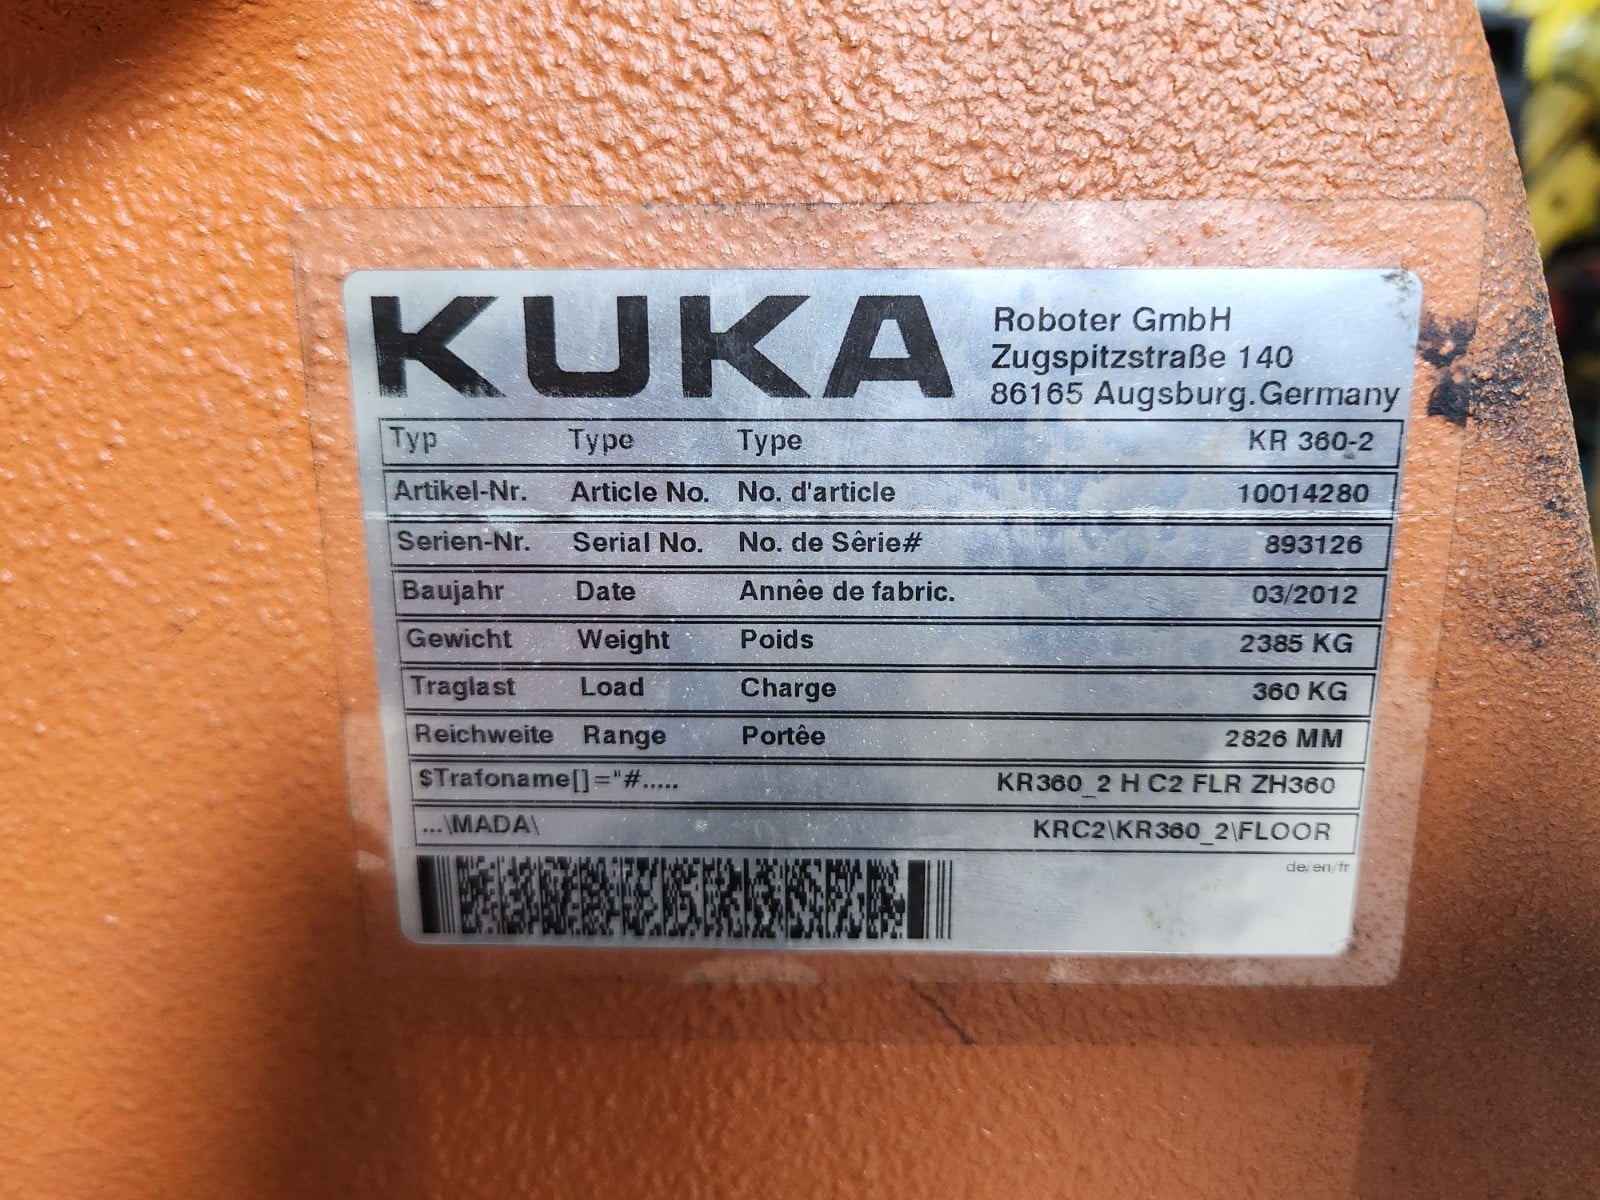 KUKA
Roboter GmbH
Zugspitzstraße 140
86165 Augsburg.Germany
Typ Type Type KR 360-2
Artikel-Nr. Article No. No. d'article 10014280
Serien-Nr. Serial No. No. de Sêrie# 893126
Baujahr Date Annêe de fabric. 03/2012
Gewicht Weight Poids 2385 KG
Traglast Load Charge 360 KG
Reichweite Range Portêe 2826 MM
$Trafoname[]="#..... KR360_2 H C2 FLR ZH360
...\MADA\ KRC2\KR360_2\FLOOR
de/en/fr